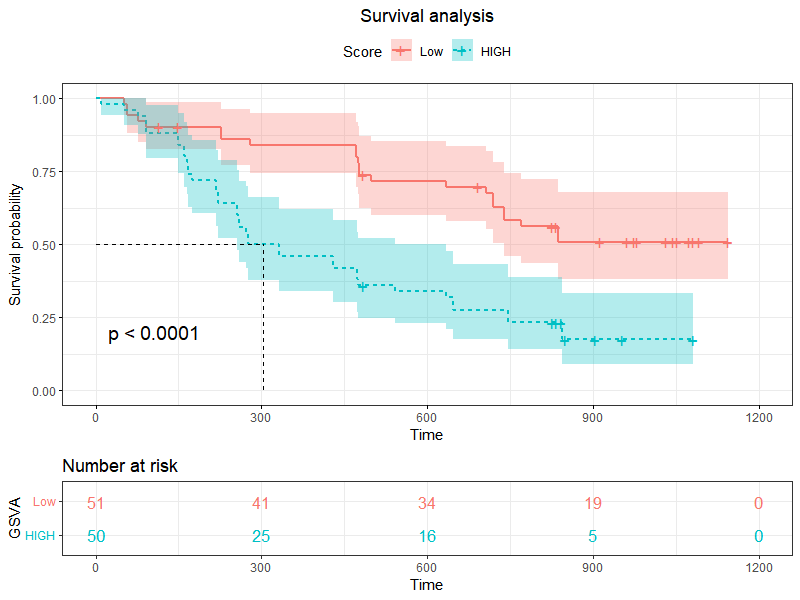 Survival analysis
Score Low HIGH
1.00
0.75
0.50
0.25
0.00
Survival probability
p < 0.0001
0 300 600 900 1200
Time
Number at risk
GSVA
Low 51 41 34 19 0
HIGH 50 25 16 5 0
0 300 600 900 1200
Time